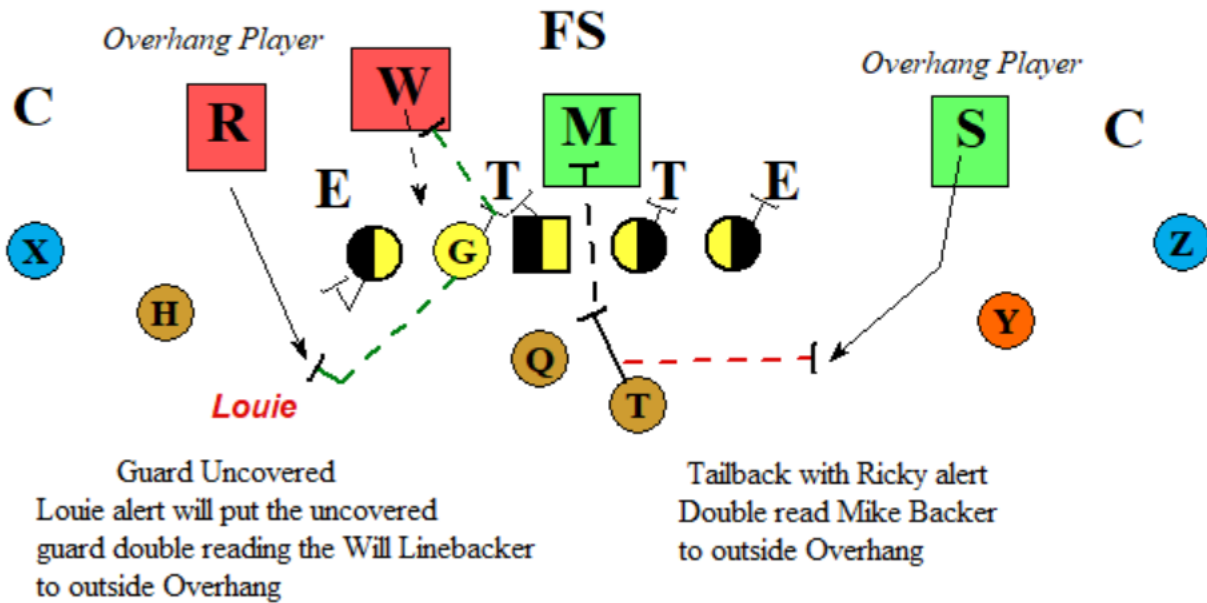 FS
Overhang Player
Overhang Player
W
C
R
M
S
C
E
T
T
E
X
G
Z
H
Y
Q
T
Louie
Guard Uncovered
Louie alert will put the uncovered
guard double reading the Will Linebacker
to outside Overhang
Tailback with Ricky alert
Double read Mike Backer
to outside Overhang